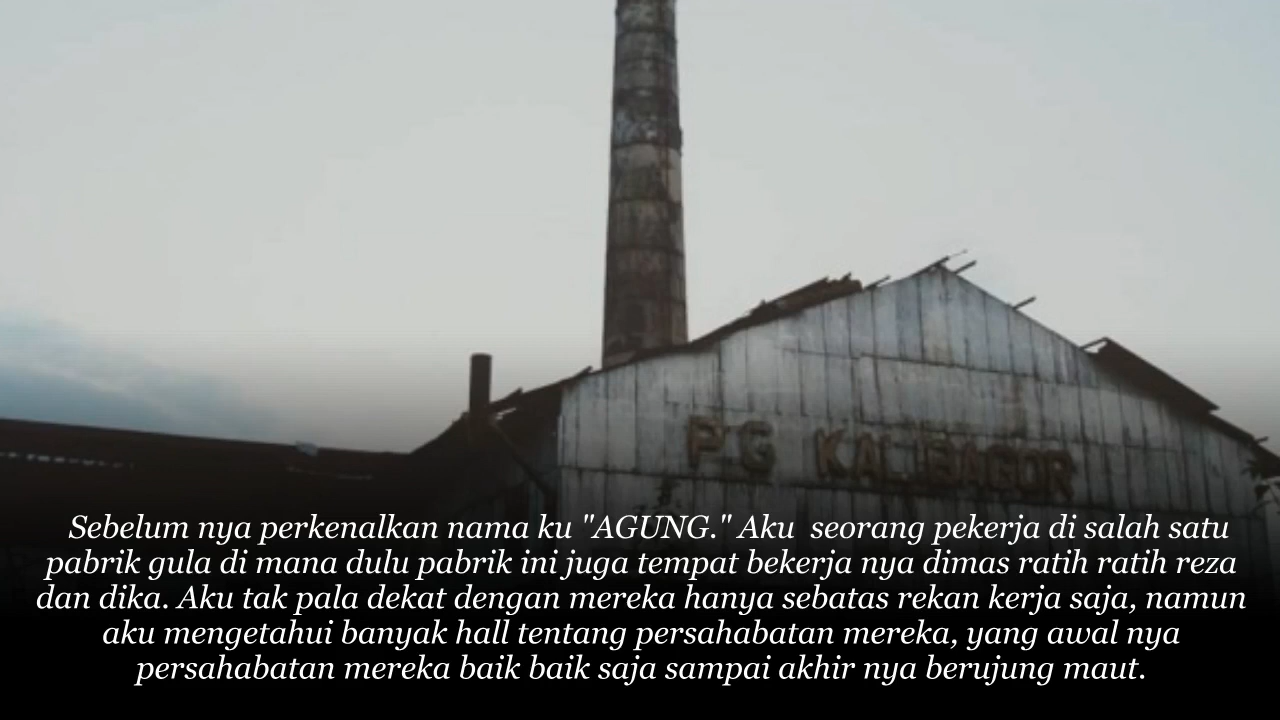 PG KALIBAGOR
Sebelum nya perkenalkan nama ku "AGUNG." Aku  seorang pekerja di salah satu
pabrik gula di mana dulu pabrik ini juga tempat bekerja nya dimas ratih ratih reza
dan dika. Aku tak pala dekat dengan mereka hanya sebatas rekan kerja saja, namun
aku mengetahui banyak hall tentang persahabatan mereka, yang awal nya
persahabatan mereka baik baik saja sampai akhir nya berujung maut.